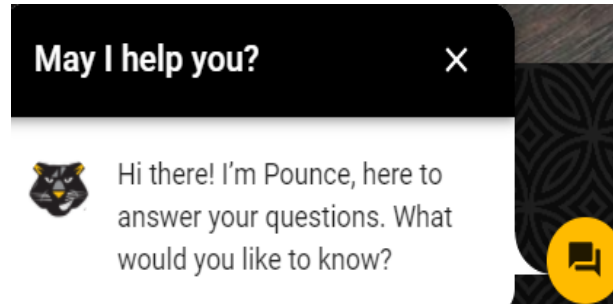 May I help you?
Hi there! I’m Pounce, here to
answer your questions. What
would you like to know?